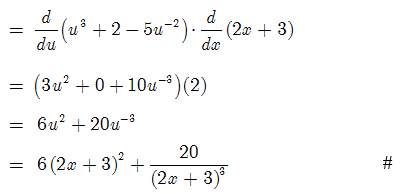 = d/du (u³ + 2 − 5u⁻²) · d/dx (2x + 3)
= (3u² + 0 + 10u⁻³)(2)
= 6u² + 20u⁻³
= 6(2x + 3)² + 20/(2x + 3)³ #